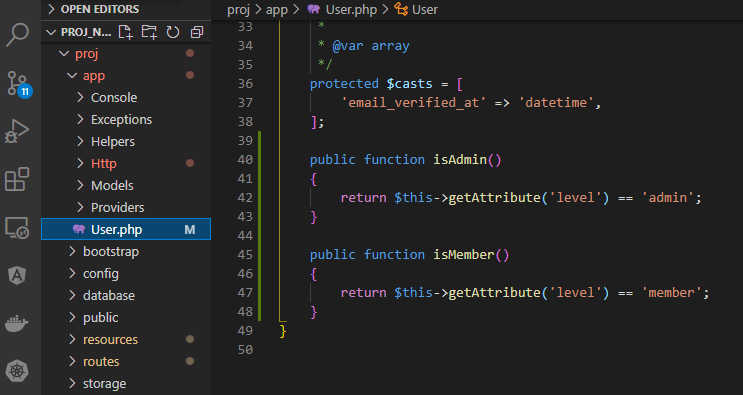 OPEN EDITORS
PROJ_N...
proj
app
Console
Exceptions
Helpers
Http
Models
Providers
User.php M
bootstrap
config
database
public
resources
routes
storage
11
proj > app > User.php > User
33 *
34 * @var array
35 */
36 protected $casts = [
37 'email_verified_at' => 'datetime',
38 ];
39
40 public function isAdmin()
41 {
42 return $this->getAttribute('level') == 'admin';
43 }
44
45 public function isMember()
46 {
47 return $this->getAttribute('level') == 'member';
48 }
49 }
50